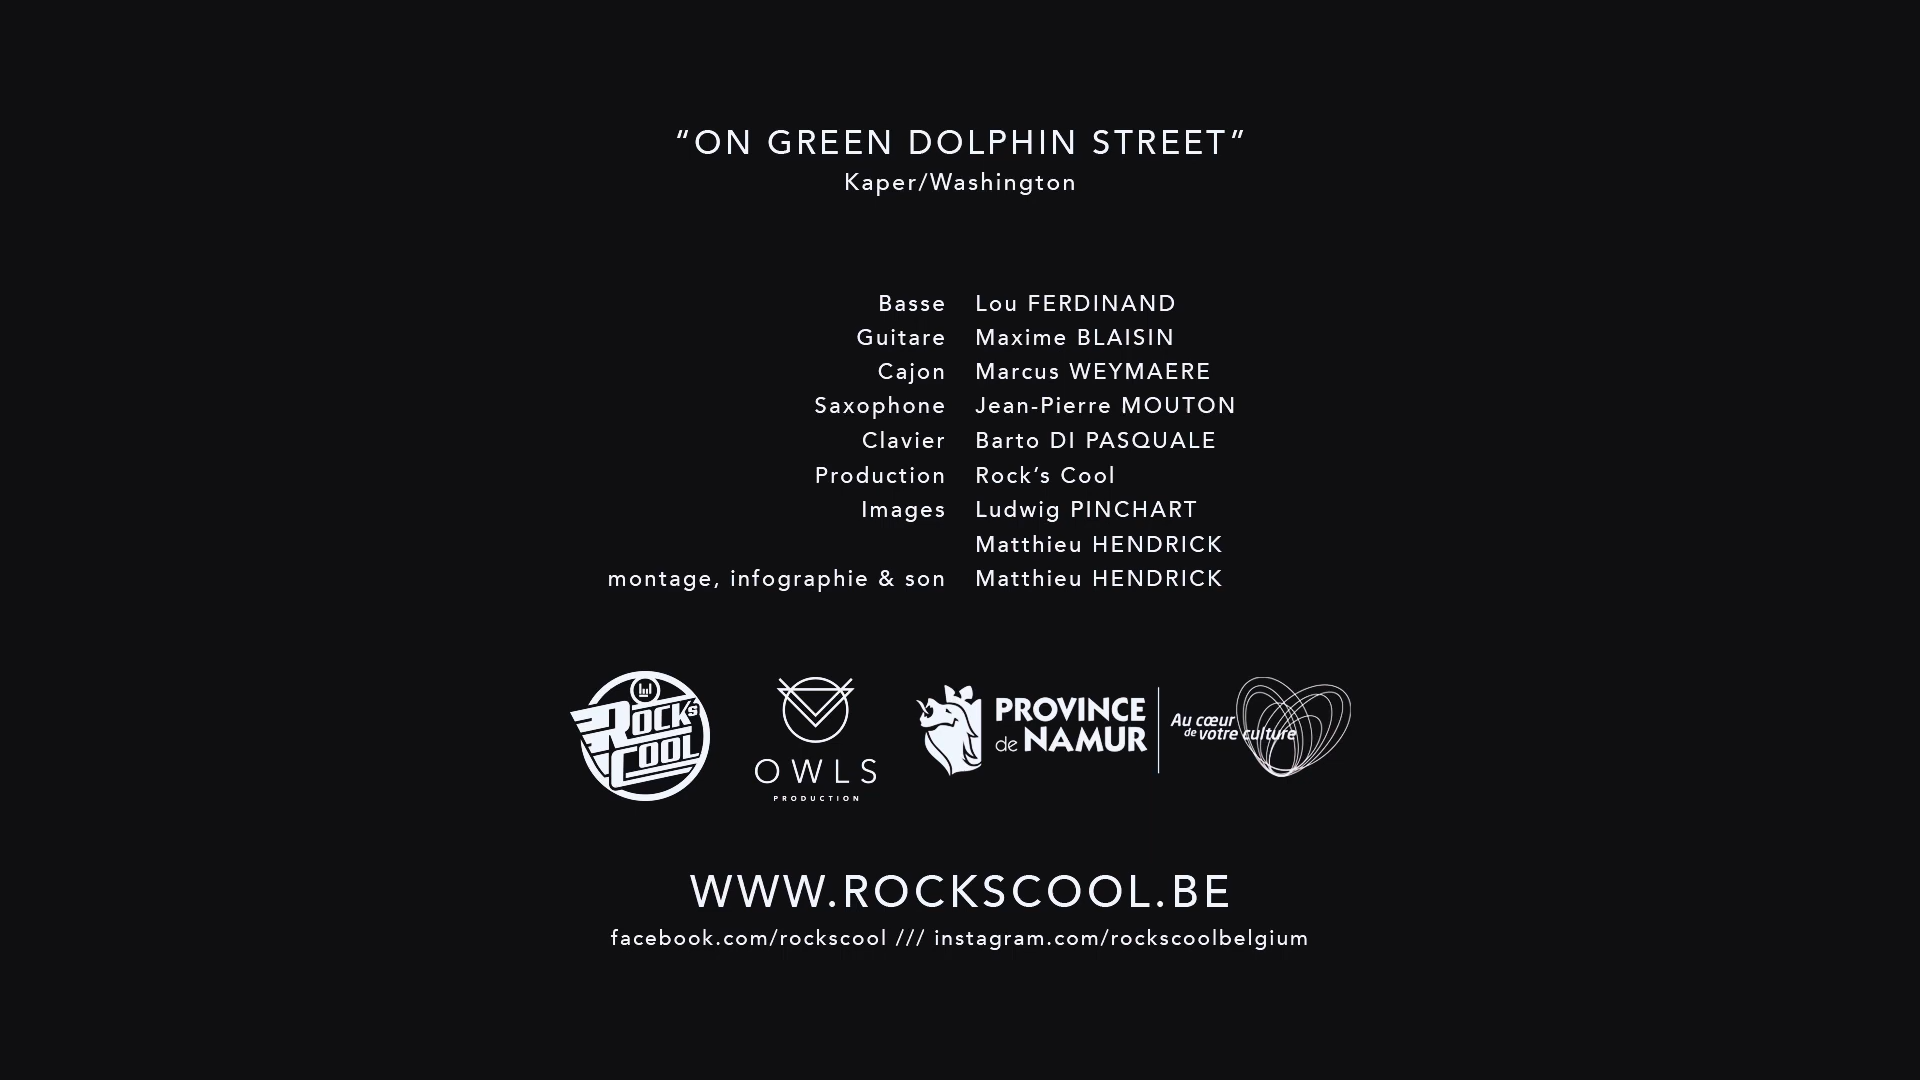 “ON GREEN DOLPHIN STREET”
Kaper/Washington
Basse Lou FERDINAND
Guitare Maxime BLAISIN
Cajon Marcus WEYMAERE
Saxophone Jean-Pierre MOUTON
Clavier Barto DI PASQUALE
Production Rock’s Cool
Images Ludwig PINCHART
Matthieu HENDRICK
montage, infographie & son Matthieu HENDRICK
ROCK's
COOL
OWLS
PRODUCTION
PROVINCE
de NAMUR
Au cœur
de votre culture
WWW.ROCKSCOOL.BE
facebook.com/rockscool /// instagram.com/rockscoolbelgium